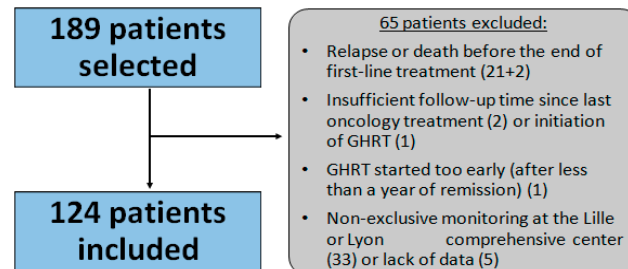 189 patients
selected
65 patients excluded:
• Relapse or death before the end of
first-line treatment (21+2)
• Insufficient follow-up time since last
oncology treatment (2) or initiation
of GHRT (1)
• GHRT started too early (after less
than a year of remission) (1)
• Non-exclusive monitoring at the Lille
or Lyon comprehensive center
(33) or lack of data (5)
124 patients
included